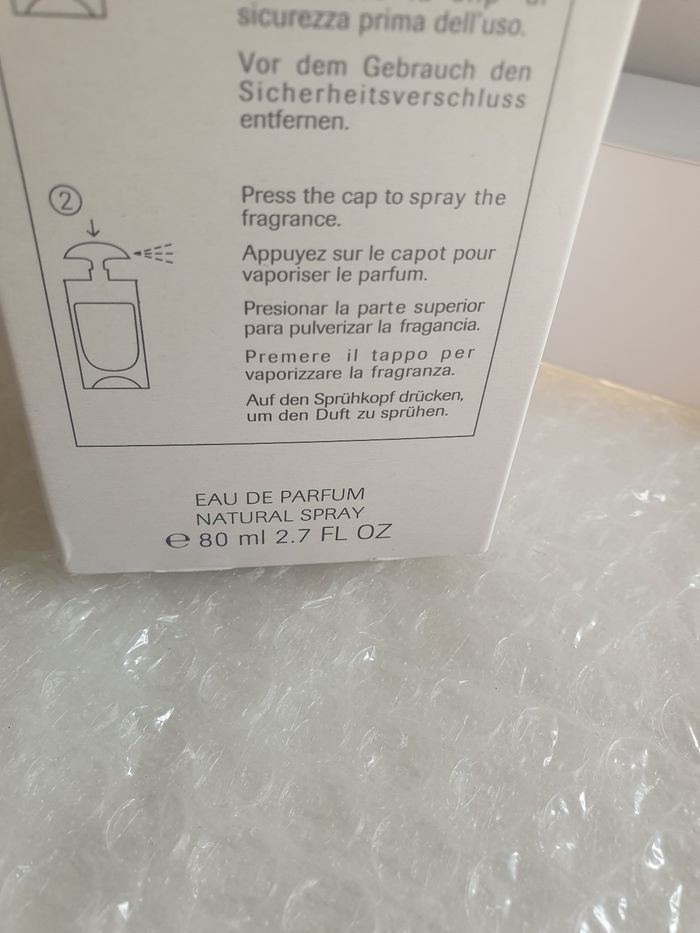 sicurezza prima dell'uso.
Vor dem Gebrauch den
Sicherheitsverschluss
entfernen.
2
Press the cap to spray the
fragrance.
Appuyez sur le capot pour
vaporiser le parfum.
Presionar la parte superior
para pulverizar la fragancia.
Premere il tappo per
vaporizzare la fragranza.
Auf den Sprühkopf drücken,
um den Duft zu sprühen.
EAU DE PARFUM
NATURAL SPRAY
℮ 80 ml 2.7 FL OZ